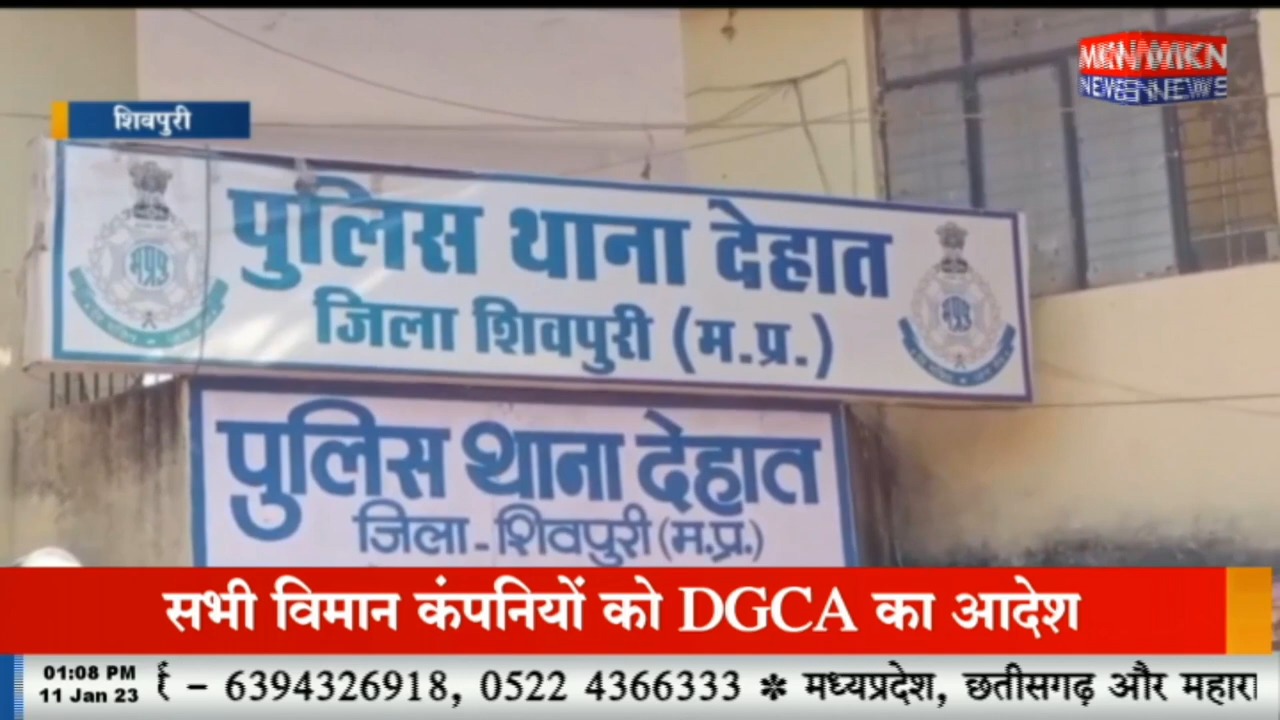 शिवपुरी
पुलिस थाना देहात
जिला शिवपुरी (म.प्र.)
पुलिस थाना देहात
जिला - शिवपुरी (म.प्र.)
सभी विमान कंपनियों को DGCA का आदेश
01:08 PM
11 Jan 23
– 6394326918, 0522 4366333 * मध्यप्रदेश, छतीसगढ़ और